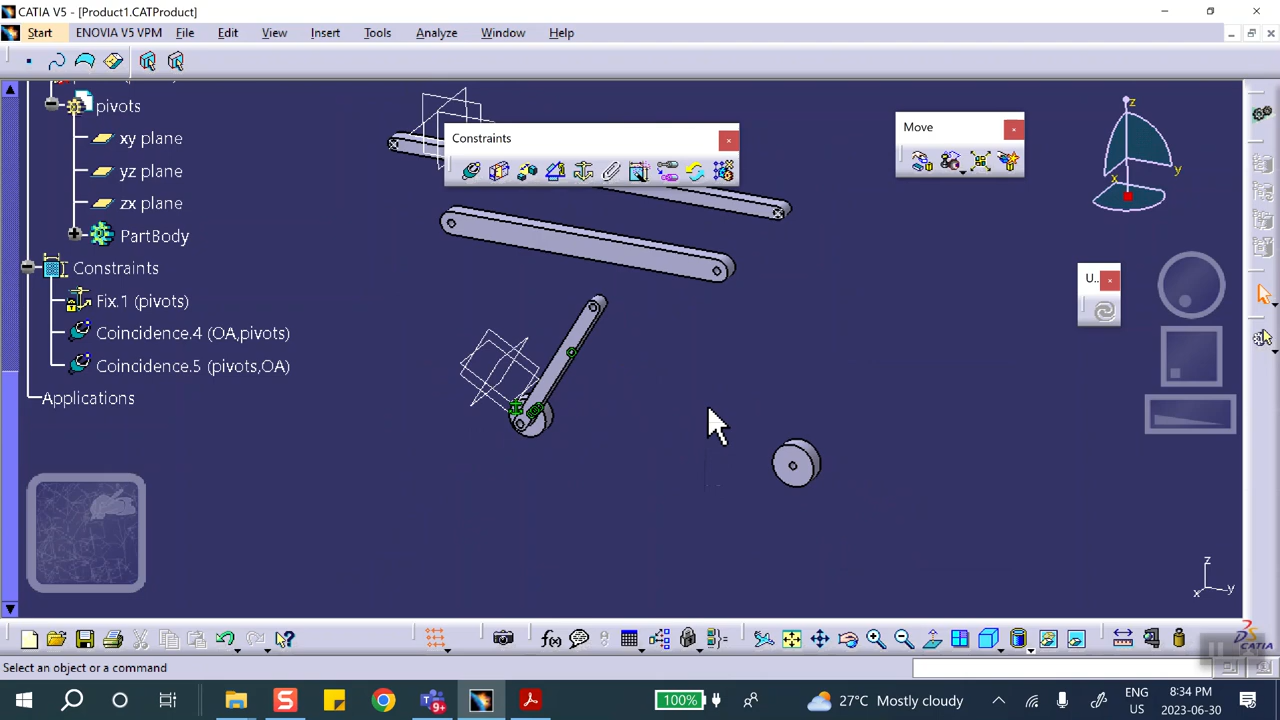 CATIA V5 - [Product1.CATProduct]
Start ENOVIA V5 VPM File Edit View Insert Tools Analyze Window Help
pivots
xy plane
yz plane
zx plane
PartBody
Constraints
Fix.1 (pivots)
Coincidence.4 (OA,pivots)
Coincidence.5 (pivots,OA)
Applications
Constraints
Move
U..
z
y
x
z
y
x
f(x)
CATIA
Select an object or a command
100%
9+
27°C Mostly cloudy
ENG
US
8:34 PM
2023-06-30